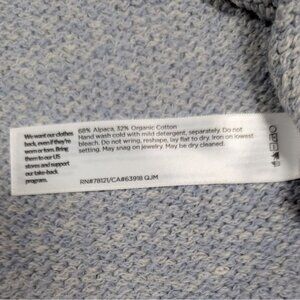 We want our clothes
back, even if they're
worn or torn. Bring
them to our US
stores and support
our take-back
program.
68% Alpaca, 32% Organic Cotton
Hand wash cold with mild detergent, separately. Do not
bleach. Do not wring, reshape, lay flat to dry. Iron on lowest
setting. May snag on jewelry. May be dry cleaned.
RN#78121/CA#63918 QJM